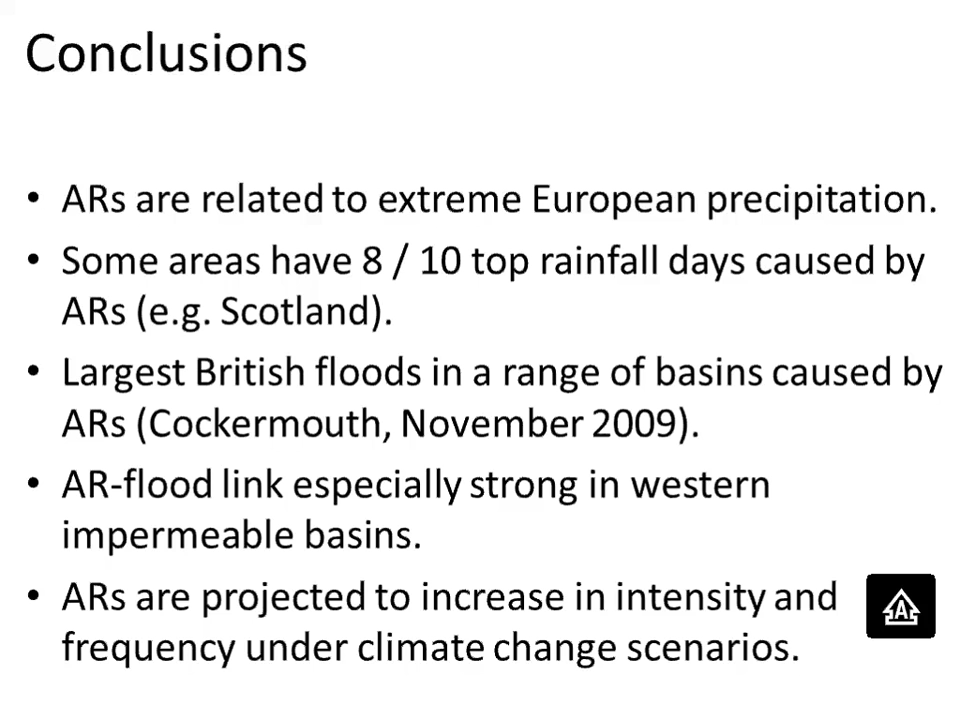 Conclusions
• ARs are related to extreme European precipitation.
• Some areas have 8 / 10 top rainfall days caused by
ARs (e.g. Scotland).
• Largest British floods in a range of basins caused by
ARs (Cockermouth, November 2009).
• AR-flood link especially strong in western
impermeable basins.
• ARs are projected to increase in intensity and
frequency under climate change scenarios.
A